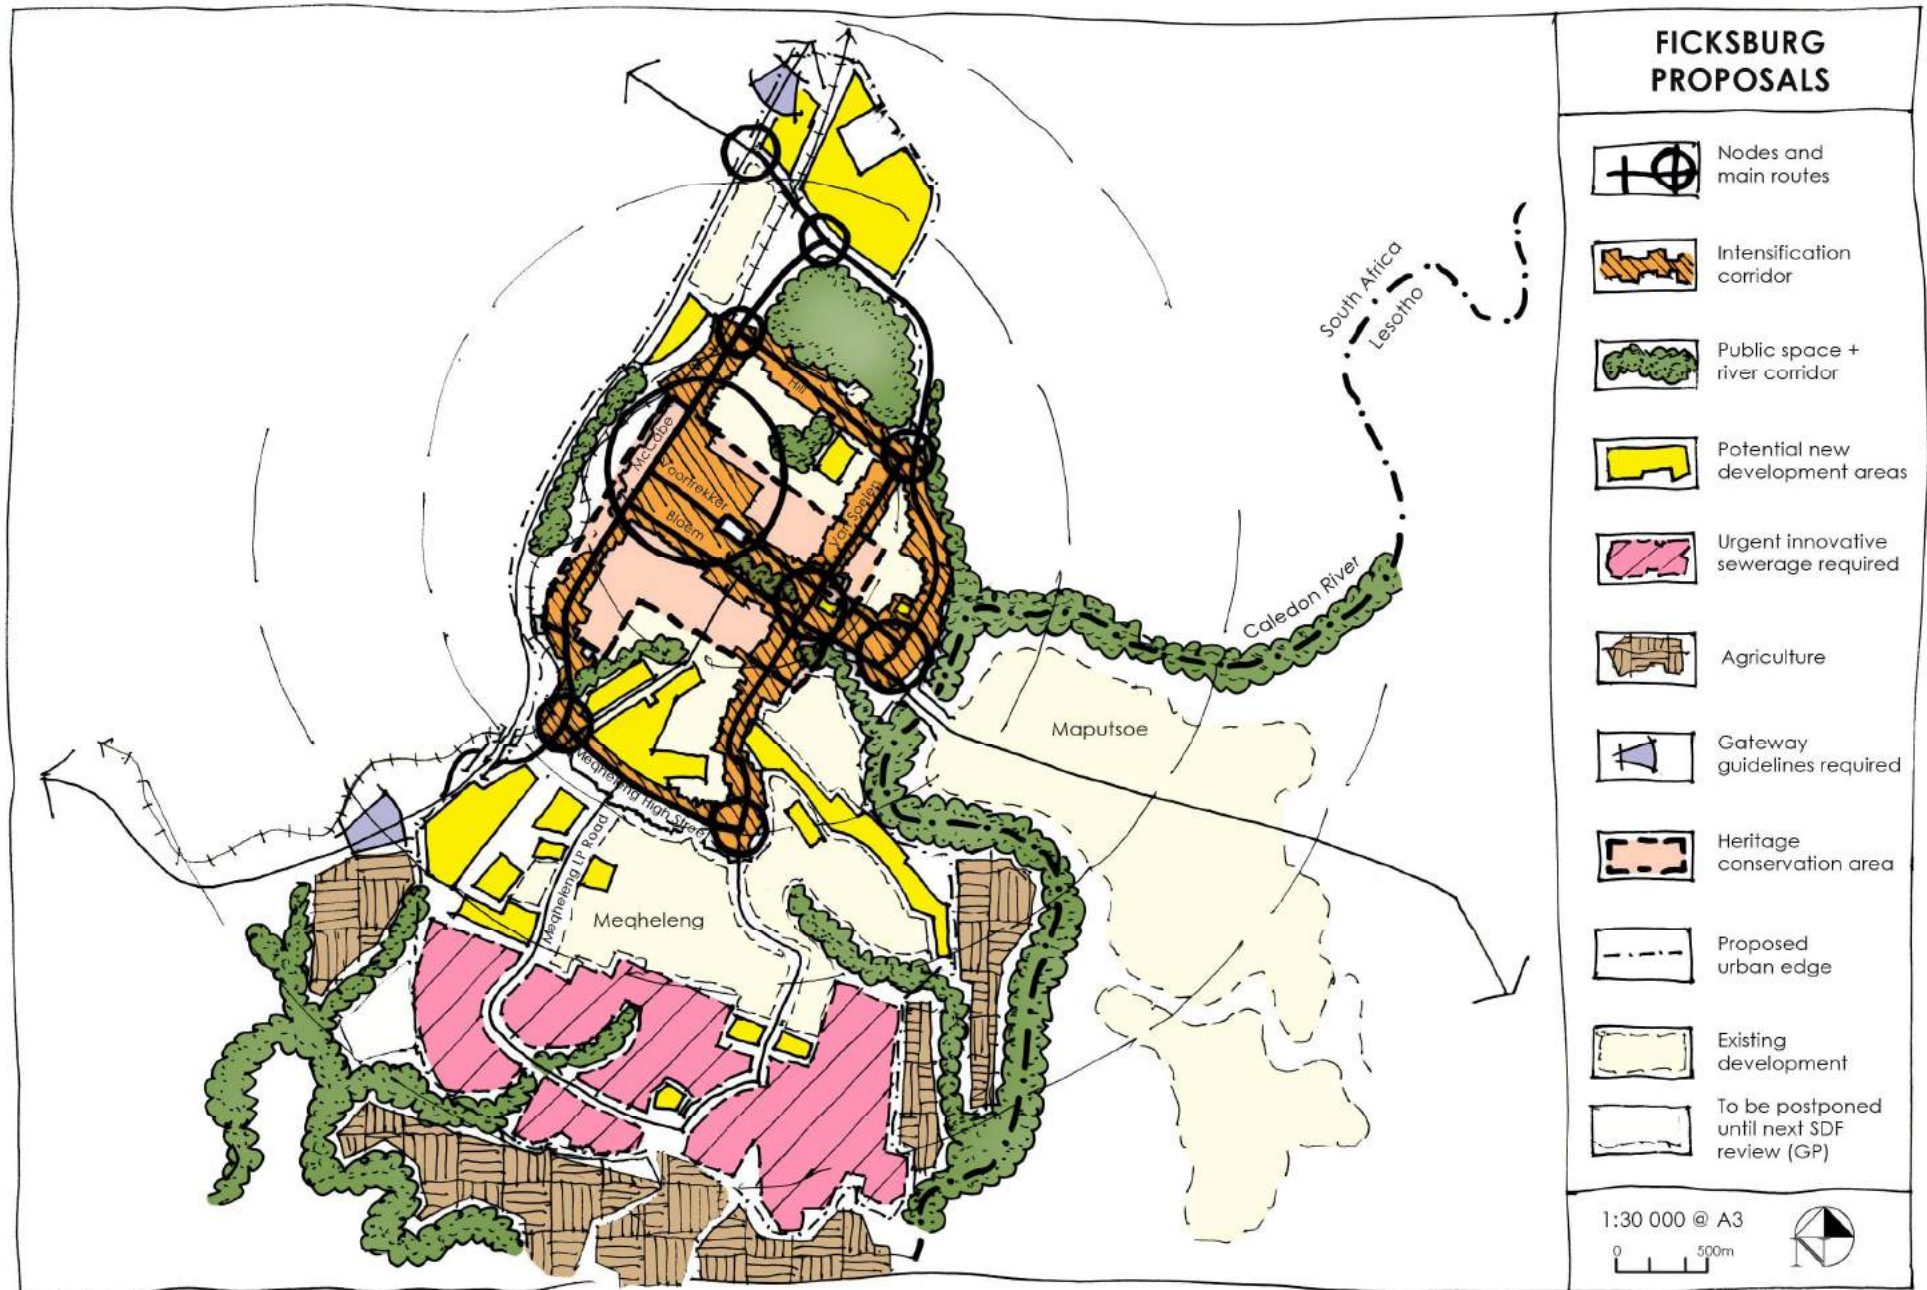 FICKSBURG
PROPOSALS
Nodes and
main routes
Intensification
corridor
Public space +
river corridor
Potential new
development areas
Urgent innovative
sewerage required
Agriculture
Gateway
guidelines required
Heritage
conservation area
Proposed
urban edge
Existing
development
To be postponed
until next SDF
review (GP)
1:30 000 @ A3
0 500m
N
South Africa
Lesotho
Hill
McCabe
Voortrekker
Bloem
Van Soelen
Caledon River
Maputsoe
Meqheleng High Street
Meqheleng LP Road
Meqheleng